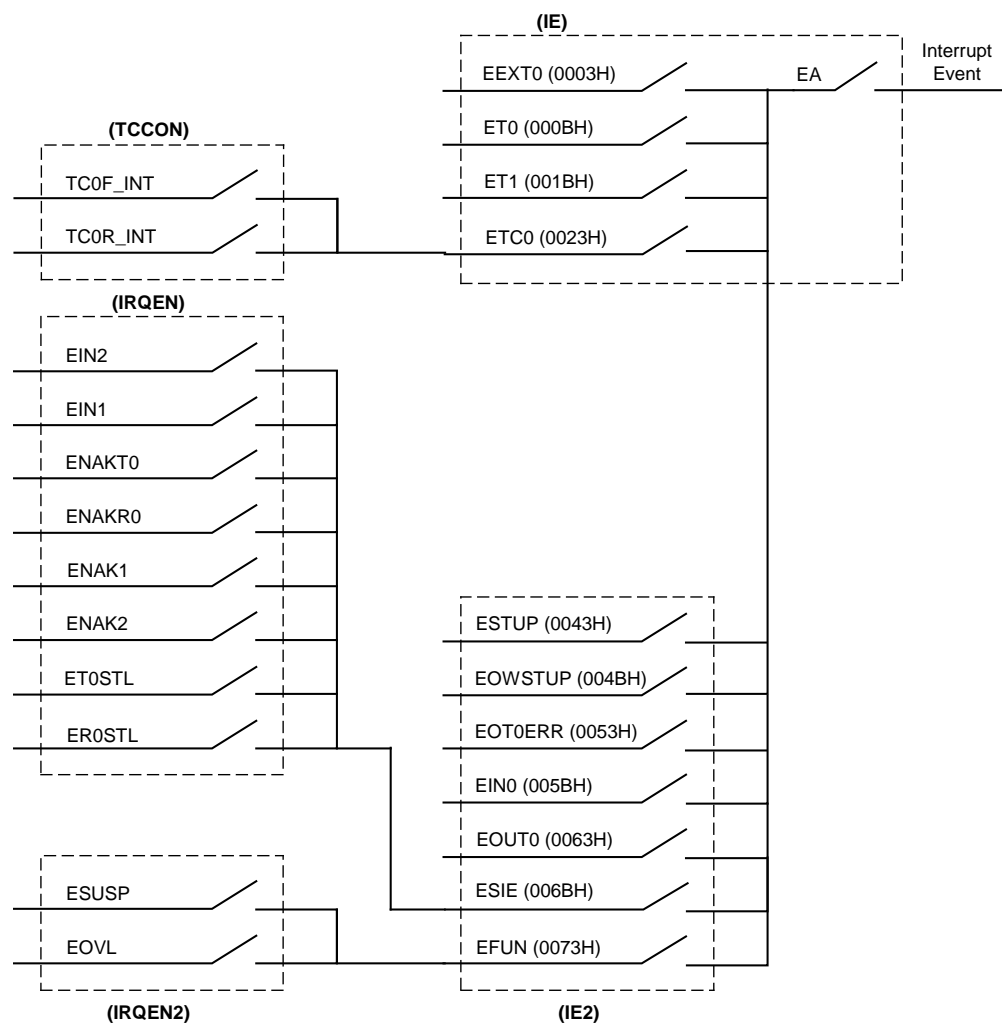 (IE)
EEXT0 (0003H)
EA
Interrupt
Event
ET0 (000BH)
ET1 (001BH)
ETC0 (0023H)
(TCCON)
TC0F_INT
TC0R_INT
(IRQEN)
EIN2
EIN1
ENAKT0
ENAKR0
ENAK1
ENAK2
ET0STL
ER0STL
ESTUP (0043H)
EOWSTUP (004BH)
EOT0ERR (0053H)
EIN0 (005BH)
EOUT0 (0063H)
ESIE (006BH)
EFUN (0073H)
ESUSP
EOVL
(IRQEN2)
(IE2)